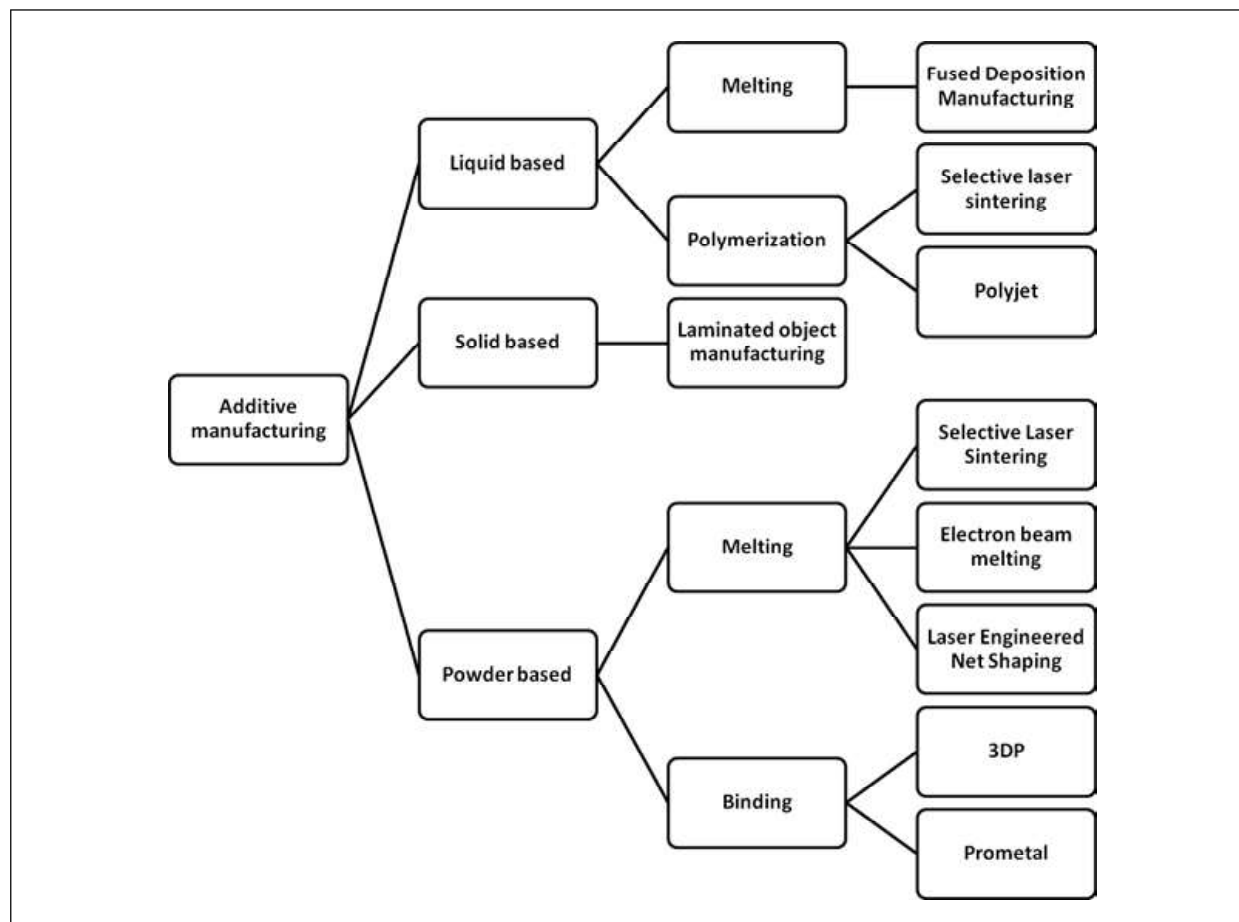 Additive
manufacturing
Liquid based
Melting
Fused Deposition
Manufacturing
Polymerization
Selective laser
sintering
Polyjet
Solid based
Laminated object
manufacturing
Powder based
Melting
Selective Laser
Sintering
Electron beam
melting
Laser Engineered
Net Shaping
Binding
3DP
Prometal